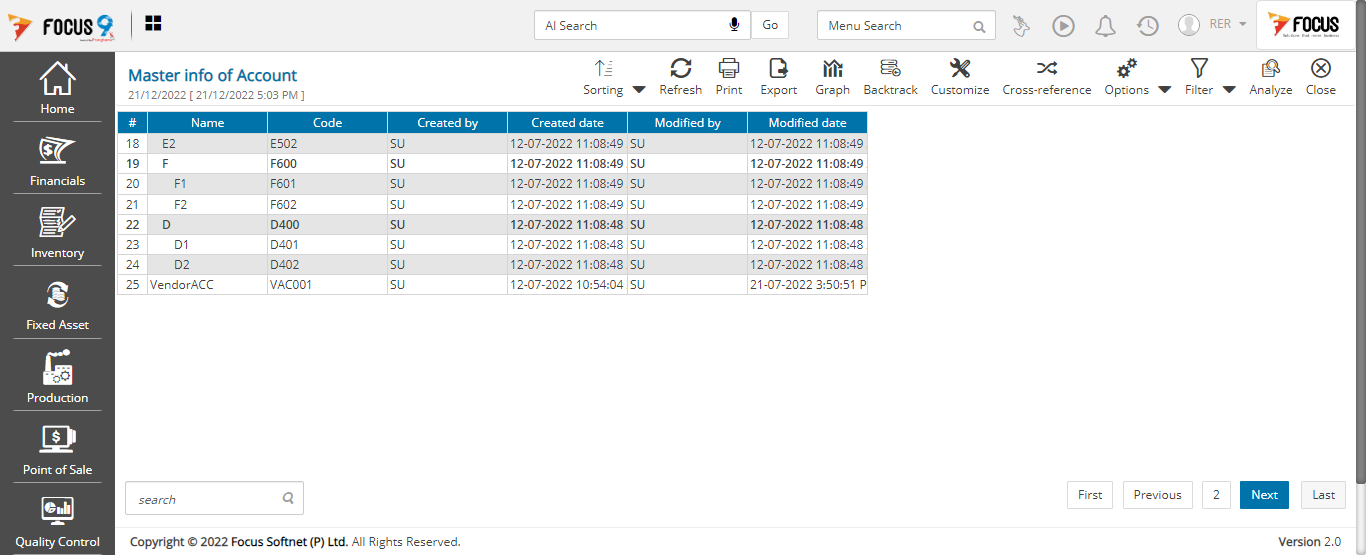 FOCUS 9
AI Search
Go
Menu Search
RER
FOCUS
Home
Financials
Inventory
Fixed Asset
Production
Point of Sale
Quality Control
Master info of Account
21/12/2022 [ 21/12/2022 5:03 PM ]
Sorting Refresh Print Export Graph Backtrack Customize Cross-reference Options Filter Analyze Close
# Name Code Created by Created date Modified by Modified date
18 E2 E502 SU 12-07-2022 11:08:49 SU 12-07-2022 11:08:49
19 F F600 SU 12-07-2022 11:08:49 SU 12-07-2022 11:08:49
20 F1 F601 SU 12-07-2022 11:08:49 SU 12-07-2022 11:08:49
21 F2 F602 SU 12-07-2022 11:08:49 SU 12-07-2022 11:08:49
22 D D400 SU 12-07-2022 11:08:48 SU 12-07-2022 11:08:48
23 D1 D401 SU 12-07-2022 11:08:48 SU 12-07-2022 11:08:48
24 D2 D402 SU 12-07-2022 11:08:48 SU 12-07-2022 11:08:48
25 VendorACC VAC001 SU 12-07-2022 10:54:04 SU 21-07-2022 3:50:51 P
search
First Previous 2 Next Last
Copyright © 2022 Focus Softnet (P) Ltd. All Rights Reserved.
Version 2.0